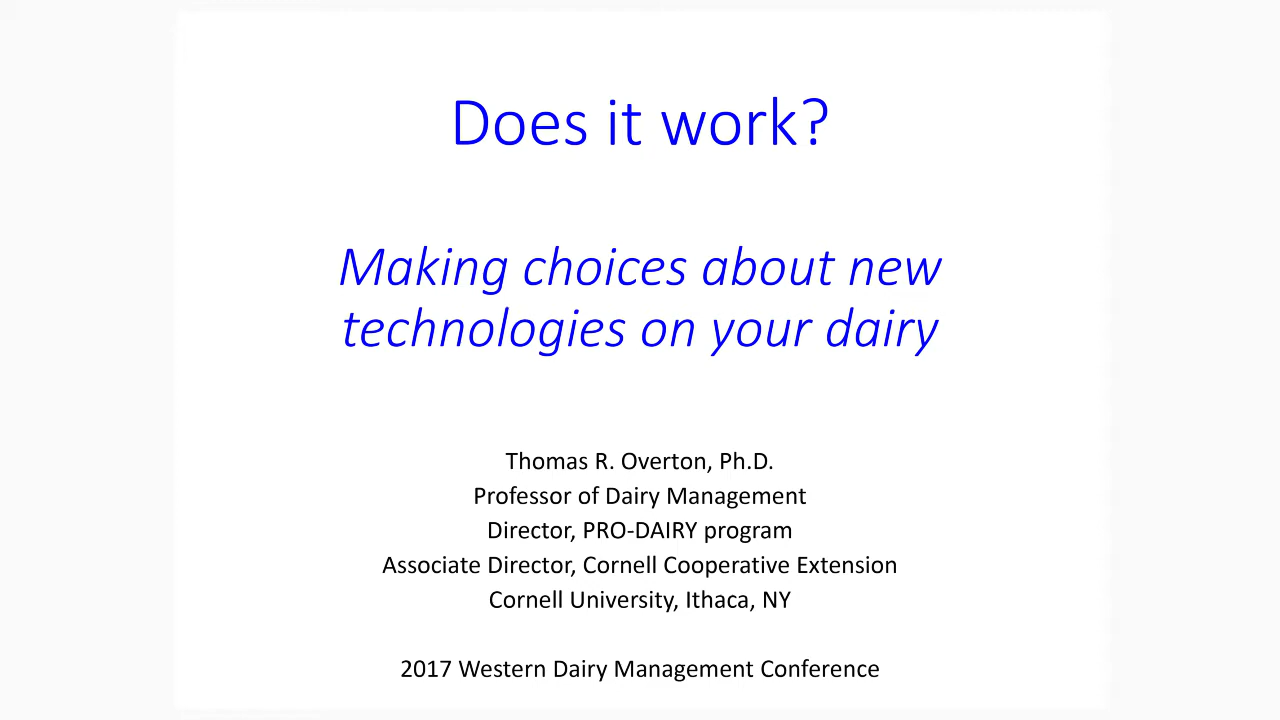 Does it work?
Making choices about new
technologies on your dairy
Thomas R. Overton, Ph.D.
Professor of Dairy Management
Director, PRO-DAIRY program
Associate Director, Cornell Cooperative Extension
Cornell University, Ithaca, NY
2017 Western Dairy Management Conference